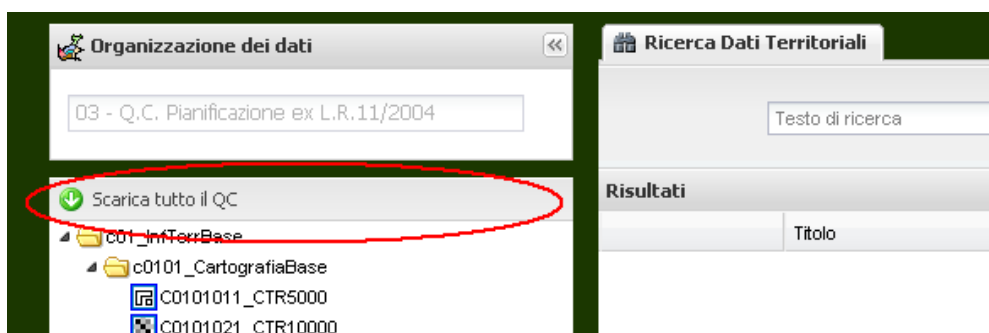 Organizzazione dei dati
03 - Q.C. Pianificazione ex L.R.11/2004
Scarica tutto il QC
c01_InfTerrBase
c0101_CartografiaBase
C0101011_CTR5000
C0101021_CTR10000
Ricerca Dati Territoriali
Testo di ricerca
Risultati
Titolo